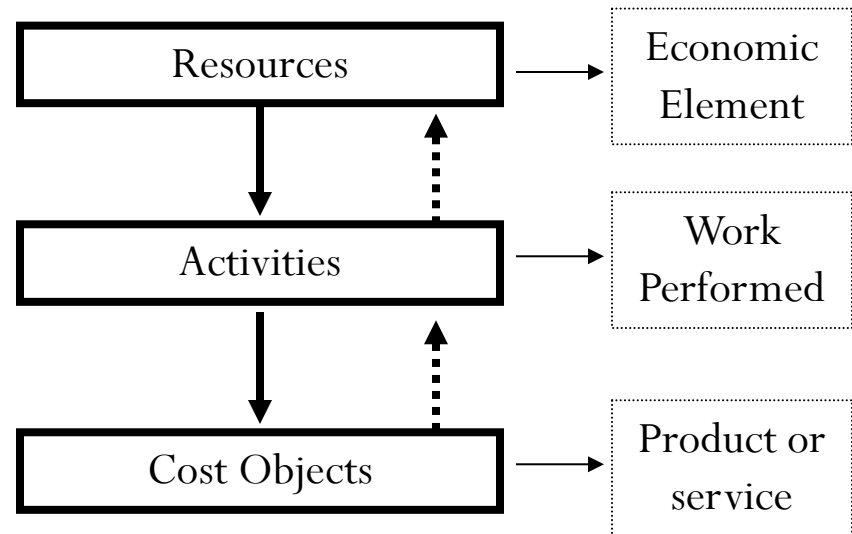 Resources
Economic
Element
Activities
Work
Performed
Cost Objects
Product or
service